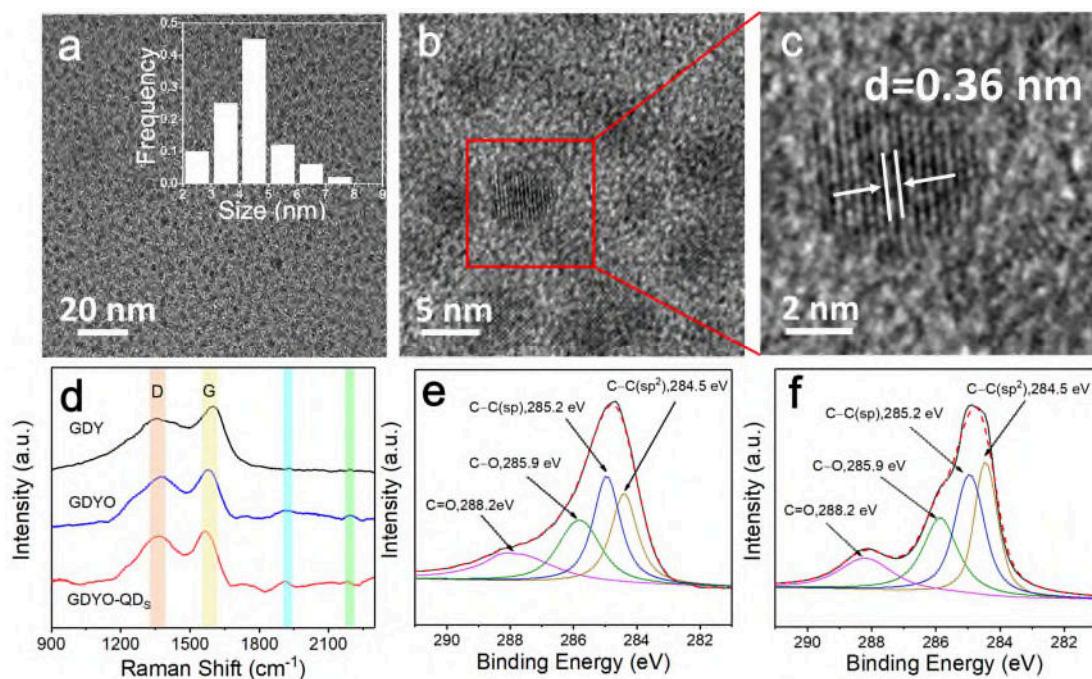 a
0.5
0.4
0.3
0.2
0.1
0.0
Frequency
2 3 4 5 6 7 8 9
Size (nm)
20 nm
b
5 nm
c
d=0.36 nm
2 nm
d
D G
GDY
GDYO
GDYO-QDS
Intensity (a.u.)
900 1200 1500 1800 2100
Raman Shift (cm-1)
e
C–C(sp2),284.5 eV
C–C(sp),285.2 eV
C–O,285.9 eV
C=O,288.2eV
Intensity (a.u.)
290 288 286 284 282
Binding Energy (eV)
f
C–C(sp2),284.5 eV
C–C(sp),285.2 eV
C–O,285.9 eV
C=O,288.2 eV
Intensity (a.u.)
290 288 286 284 282
Binding Energy (eV)